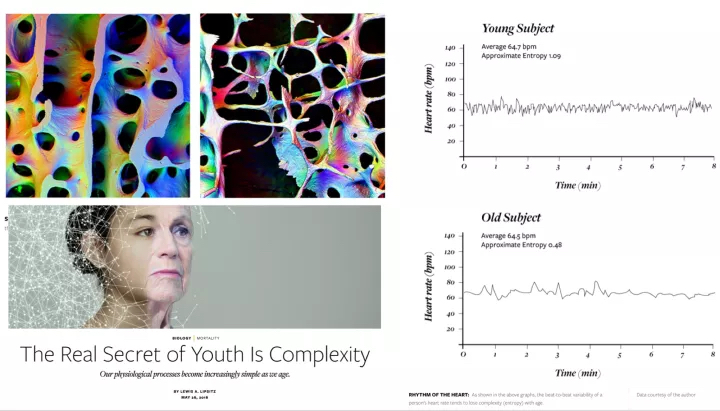 S
BIOLOGY | MORTALITY
The Real Secret of Youth Is Complexity
Our physiological processes become increasingly simple as we age.
BY LEWIS A. LIPSITZ
MAY 26, 2016
Young Subject
Average 64.7 bpm
Approximate Entropy 1.09
Heart rate (bpm)
140
120
100
80
60
40
20
0 1 2 3 4 5 6 7 8
Time (min)
Old Subject
Average 64.5 bpm
Approximate Entropy 0.48
Heart rate (bpm)
140
120
100
80
60
40
20
0 1 2 3 4 5 6 7 8
Time (min)
RHYTHM OF THE HEART: As shown in the above graphs, the beat-to-beat variability of a
person's heart rate tends to lose complexity (entropy) with age.
Data courtesy of the author